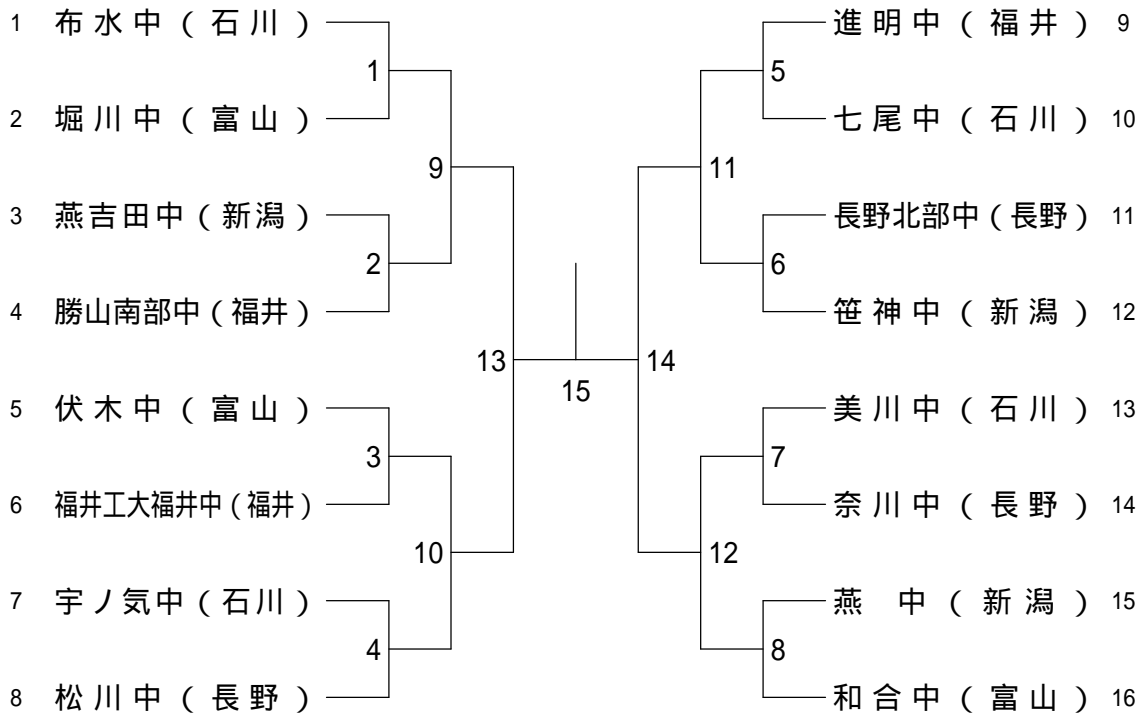 1 布水中(石川)
2 堀川中(富山)
3 燕吉田中(新潟)
4 勝山南部中(福井)
5 伏木中(富山)
6 福井工大福井中(福井)
7 宇ノ気中(石川)
8 松川中(長野)
1
2
3
4
9
10
13
15
14
11
12
5
6
7
8
進明中(福井) 9
七尾中(石川) 10
長野北部中(長野) 11
笹神中(新潟) 12
美川中(石川) 13
奈川中(長野) 14
燕 中(新潟) 15
和合中(富山) 16